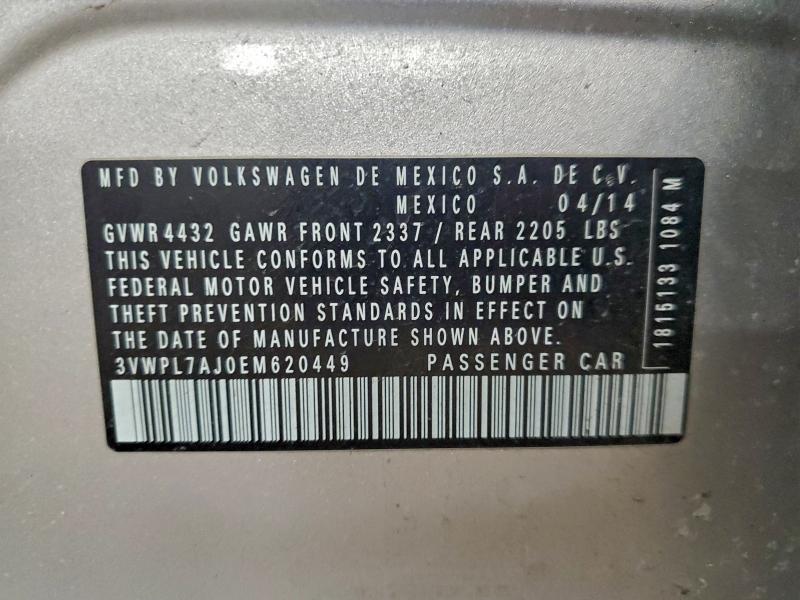 MFD BY VOLKSWAGEN DE MEXICO S.A. DE C.V.
MEXICO 04/14
GVWR 4432 GAWR FRONT 2337 / REAR 2205 LBS
THIS VEHICLE CONFORMS TO ALL APPLICABLE U.S.
FEDERAL MOTOR VEHICLE SAFETY, BUMPER AND
THEFT PREVENTION STANDARDS IN EFFECT ON
THE DATE OF MANUFACTURE SHOWN ABOVE.
3VWPL7AJ0EM620449 PASSENGER CAR
1815133 1084 M